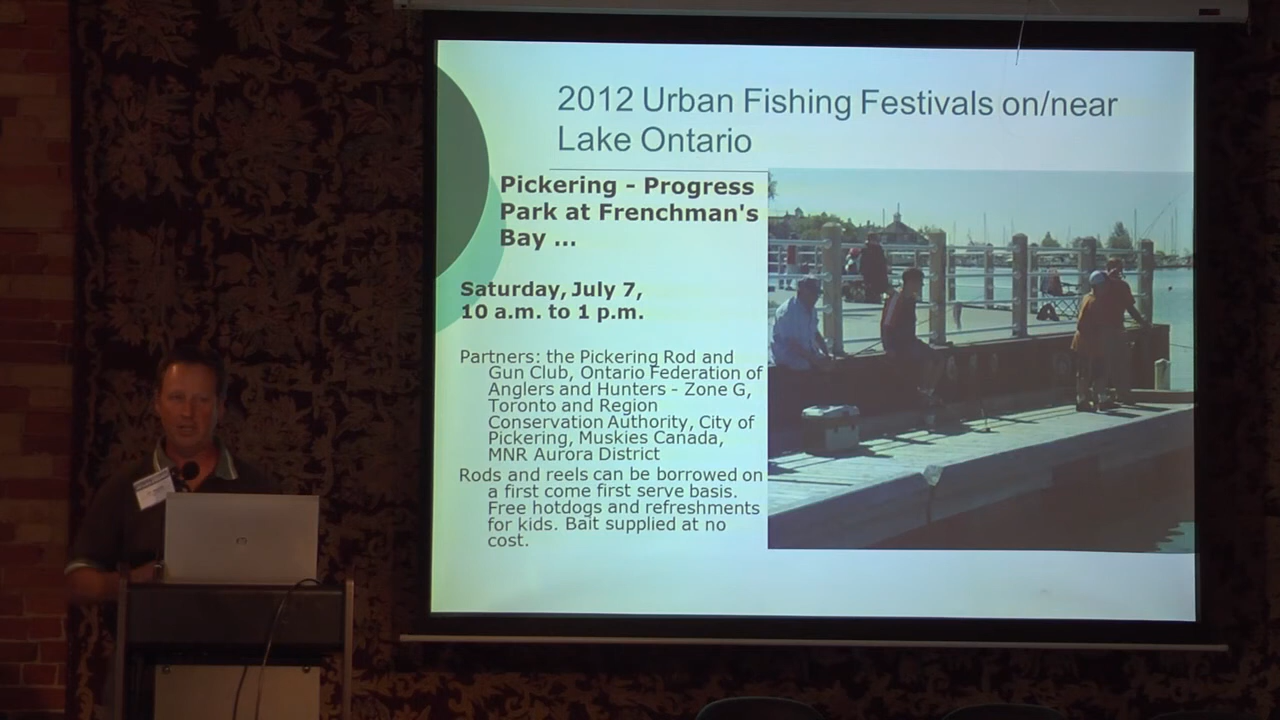 2012 Urban Fishing Festivals on/near
Lake Ontario
Pickering - Progress
Park at Frenchman's
Bay ...
Saturday, July 7,
10 a.m. to 1 p.m.
Partners: the Pickering Rod and
Gun Club, Ontario Federation of
Anglers and Hunters - Zone G,
Toronto and Region
Conservation Authority, City of
Pickering, Muskies Canada,
MNR Aurora District
Rods and reels can be borrowed on
a first come first serve basis.
Free hotdogs and refreshments
for kids. Bait supplied at no
cost.